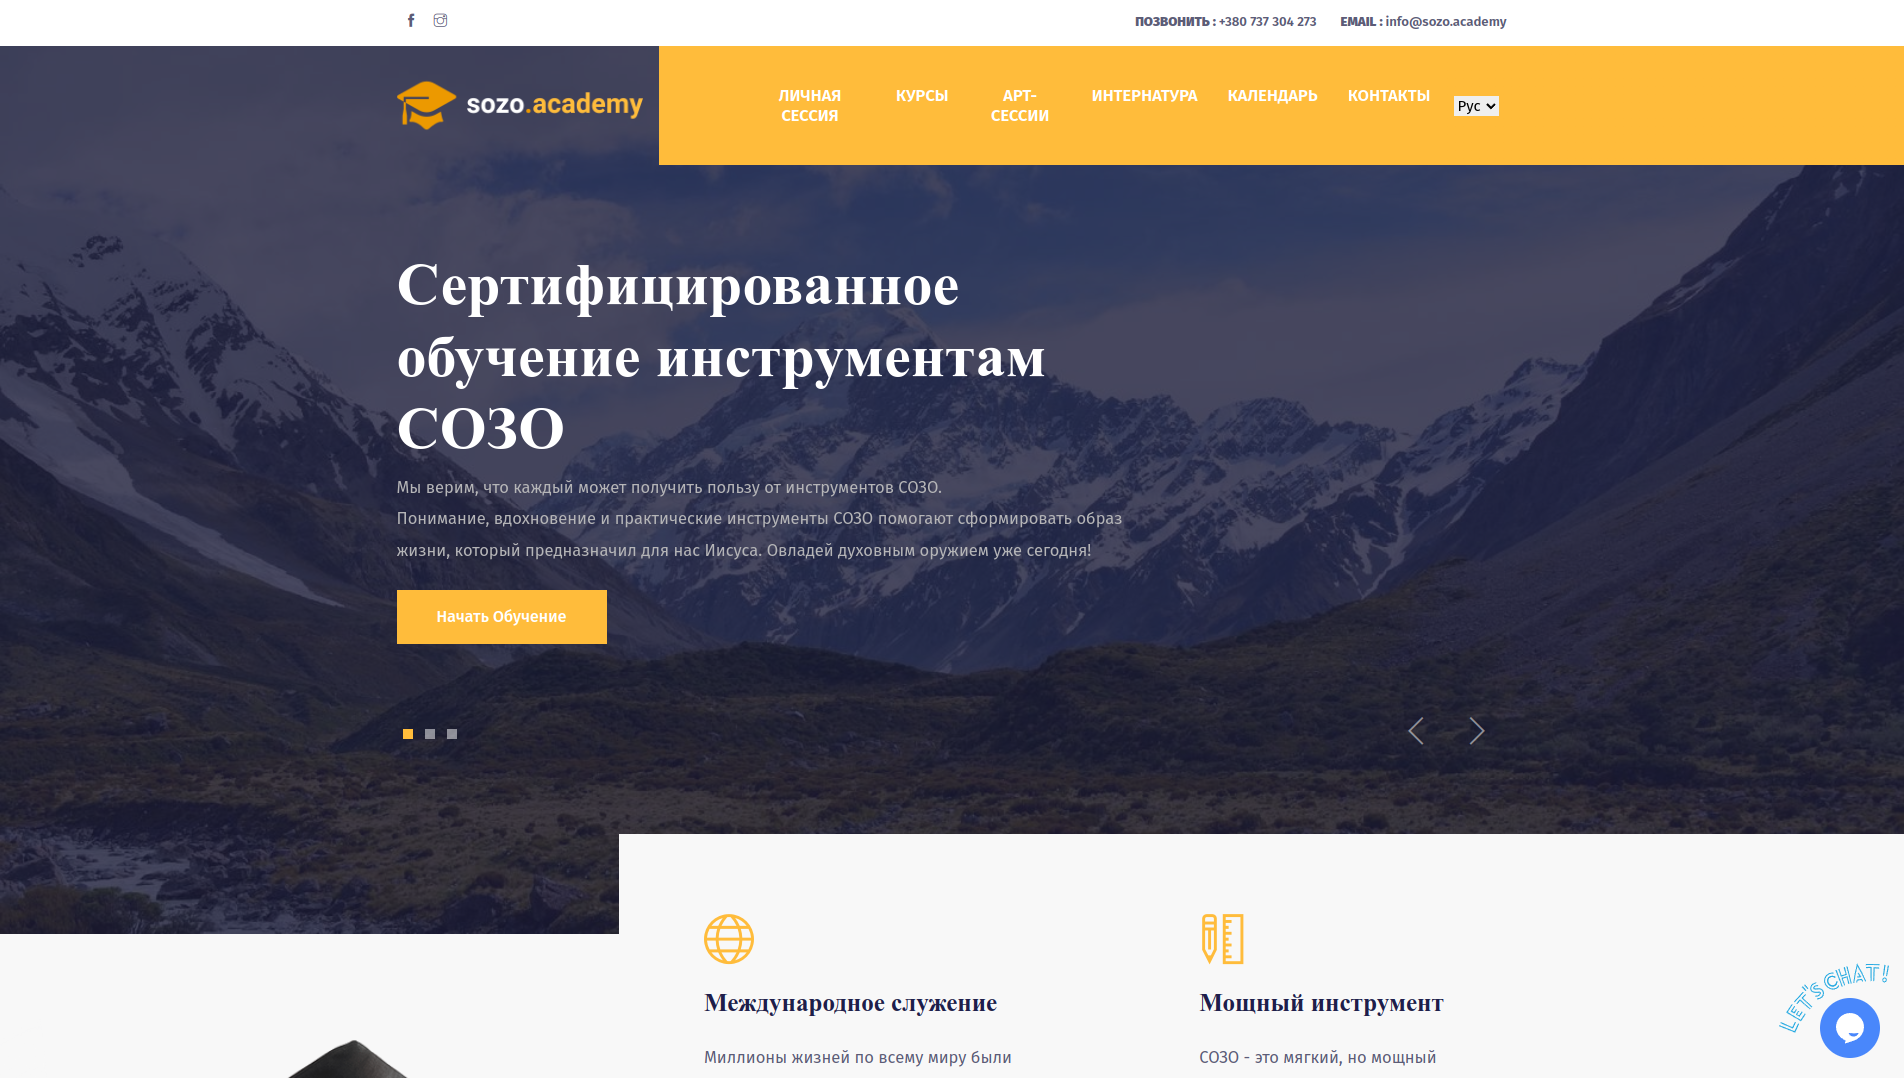 ПОЗВОНИТЬ : +380 737 304 273
EMAIL : info@sozo.academy
sozo.academy
ЛИЧНАЯ
СЕССИЯ
КУРСЫ
АРТ-
СЕССИИ
ИНТЕРНАТУРА
КАЛЕНДАРЬ
КОНТАКТЫ
Рус
Сертифицированное
обучение инструментам
СОЗО
Мы верим, что каждый может получить пользу от инструментов СОЗО.
Понимание, вдохновение и практические инструменты СОЗО помогают сформировать образ
жизни, который предназначил для нас Иисуса. Овладей духовным оружием уже сегодня!
Начать Обучение
Международное служение
Миллионы жизней по всему миру были
Мощный инструмент
СОЗО - это мягкий, но мощный
LET'S CHAT!